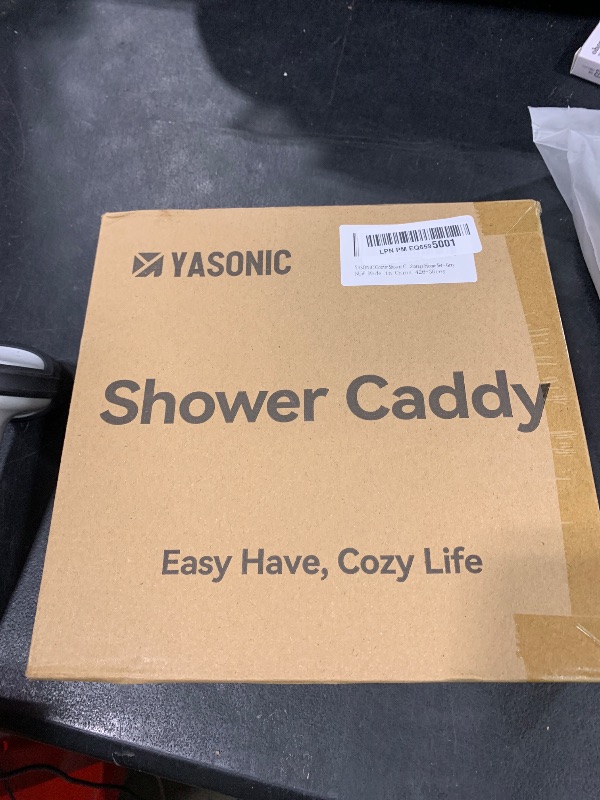 YASONIC
LPN PM EQ6595001
Shower Caddy
Easy Have, Cozy Life